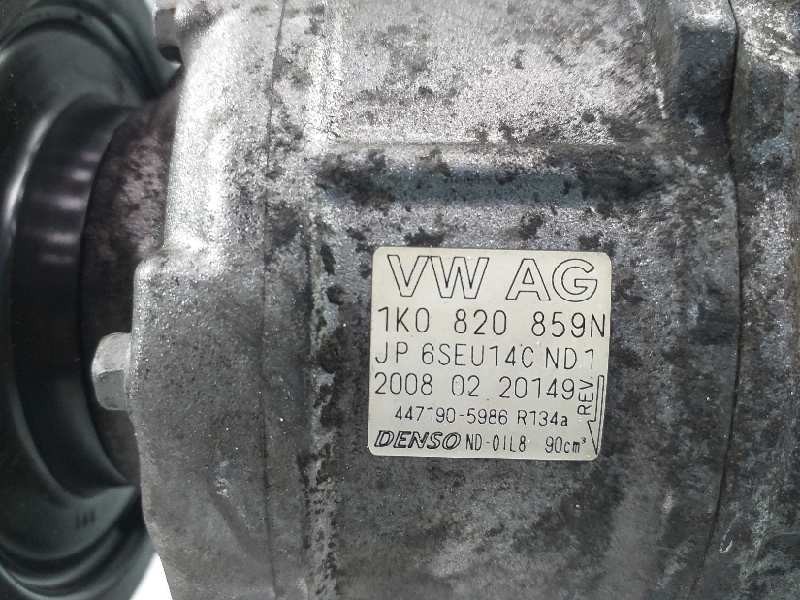 VW AG
1K0 820 859N
JP 6SEU14C ND1
2008 02 20149
REV
447190-5986 R134a
DENSO ND-OIL8 90cm³